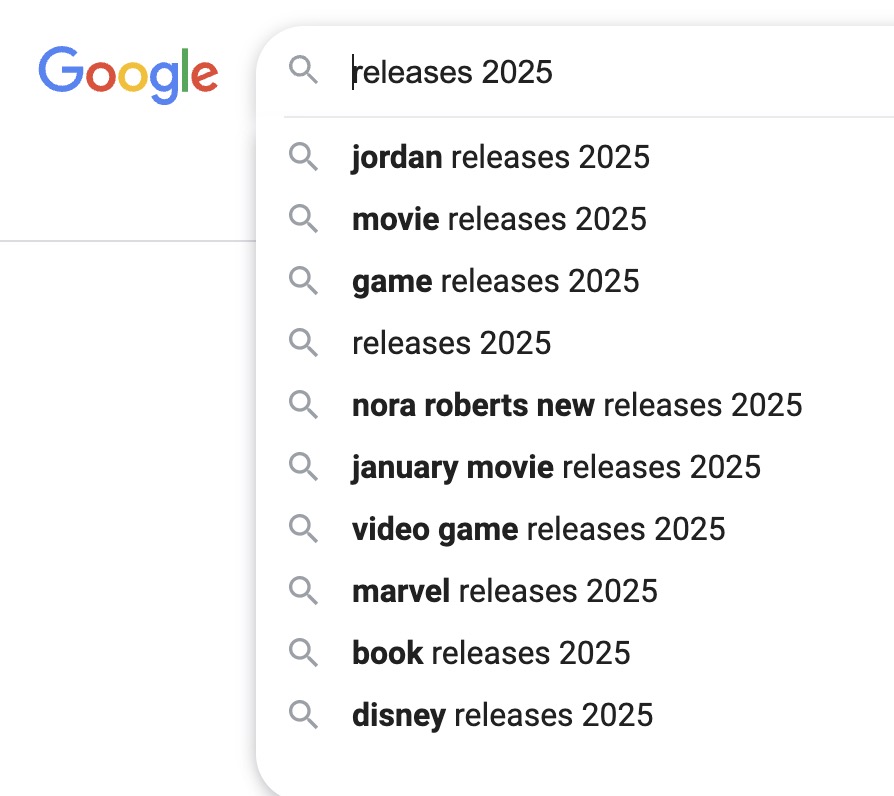 Google
releases 2025
jordan releases 2025
movie releases 2025
game releases 2025
releases 2025
nora roberts new releases 2025
january movie releases 2025
video game releases 2025
marvel releases 2025
book releases 2025
disney releases 2025